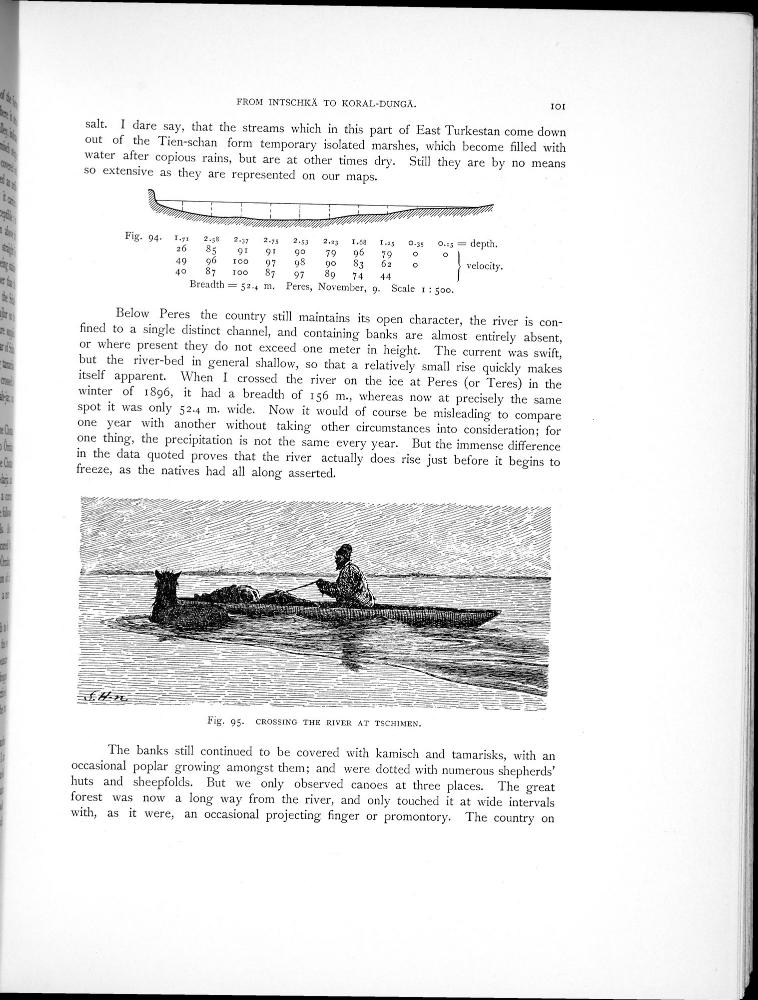 FROM INTSCHKÄ TO KORAL-DUNGÄ. 101
salt. I dare say, that the streams which in this part of East Turkestan come down
out of the Tien-schan form temporary isolated marshes, which become filled with
water after copious rains, but are at other times dry. Still they are by no means
so extensive as they are represented on our maps.
Fig. 94. 1.71 2.58 2.37 2.75 2.53 2.23 1.68 1.25 0.35 0.15 = depth.
26 85 91 91 90 79 96 79 0 0
49 96 100 97 98 90 83 62 0 velocity.
40 87 100 87 97 89 74 44
Breadth = 52.4 m. Peres, November, 9. Scale 1 : 500.
Below Peres the country still maintains its open character, the river is con-
fined to a single distinct channel, and containing banks are almost entirely absent,
or where present they do not exceed one meter in height. The current was swift,
but the river-bed in general shallow, so that a relatively small rise quickly makes
itself apparent. When I crossed the river on the ice at Peres (or Teres) in the
winter of 1896, it had a breadth of 156 m., whereas now at precisely the same
spot it was only 52.4 m. wide. Now it would of course be misleading to compare
one year with another without taking other circumstances into consideration; for
one thing, the precipitation is not the same every year. But the immense difference
in the data quoted proves that the river actually does rise just before it begins to
freeze, as the natives had all along asserted.
S. H-n.
Fig. 95. CROSSING THE RIVER AT TSCHIMEN.
The banks still continued to be covered with kamisch and tamarisks, with an
occasional poplar growing amongst them; and were dotted with numerous shepherds'
huts and sheepfolds. But we only observed canoes at three places. The great
forest was now a long way from the river, and only touched it at wide intervals
with, as it were, an occasional projecting finger or promontory. The country on